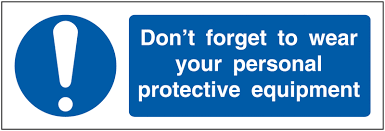 Don't forget to wear
your personal
protective equipment